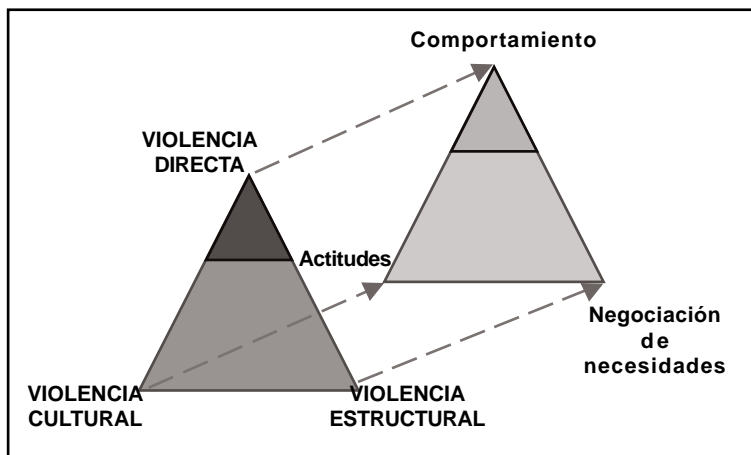 Comportamiento
VIOLENCIA
DIRECTA
Actitudes
Negociación
de
necesidades
VIOLENCIA
CULTURAL
VIOLENCIA
ESTRUCTURAL